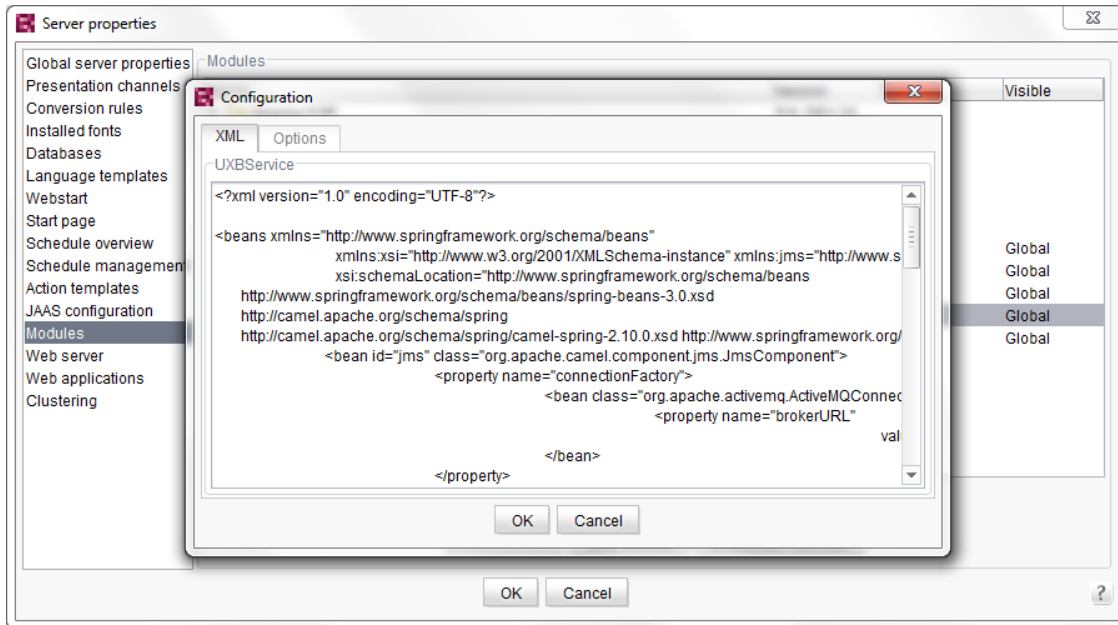 Server properties
Global server properties
Presentation channels
Conversion rules
Installed fonts
Databases
Language templates
Webstart
Start page
Schedule overview
Schedule management
Action templates
JAAS configuration
Modules
Web server
Web applications
Clustering
Modules
Visible
Global
Global
Global
Global
Global
Configuration
XML
Options
UXBService
<?xml version="1.0" encoding="UTF-8"?>
<beans xmlns="http://www.springframework.org/schema/beans"
xmlns:xsi="http://www.w3.org/2001/XMLSchema-instance" xmlns:jms="http://www.s
xsi:schemaLocation="http://www.springframework.org/schema/beans
http://www.springframework.org/schema/beans/spring-beans-3.0.xsd
http://camel.apache.org/schema/spring
http://camel.apache.org/schema/spring/camel-spring-2.10.0.xsd http://www.springframework.org/
<bean id="jms" class="org.apache.camel.component.jms.JmsComponent">
<property name="connectionFactory">
<bean class="org.apache.activemq.ActiveMQConnec
<property name="brokerURL"
val
</bean>
</property>
OK
Cancel
OK
Cancel
?